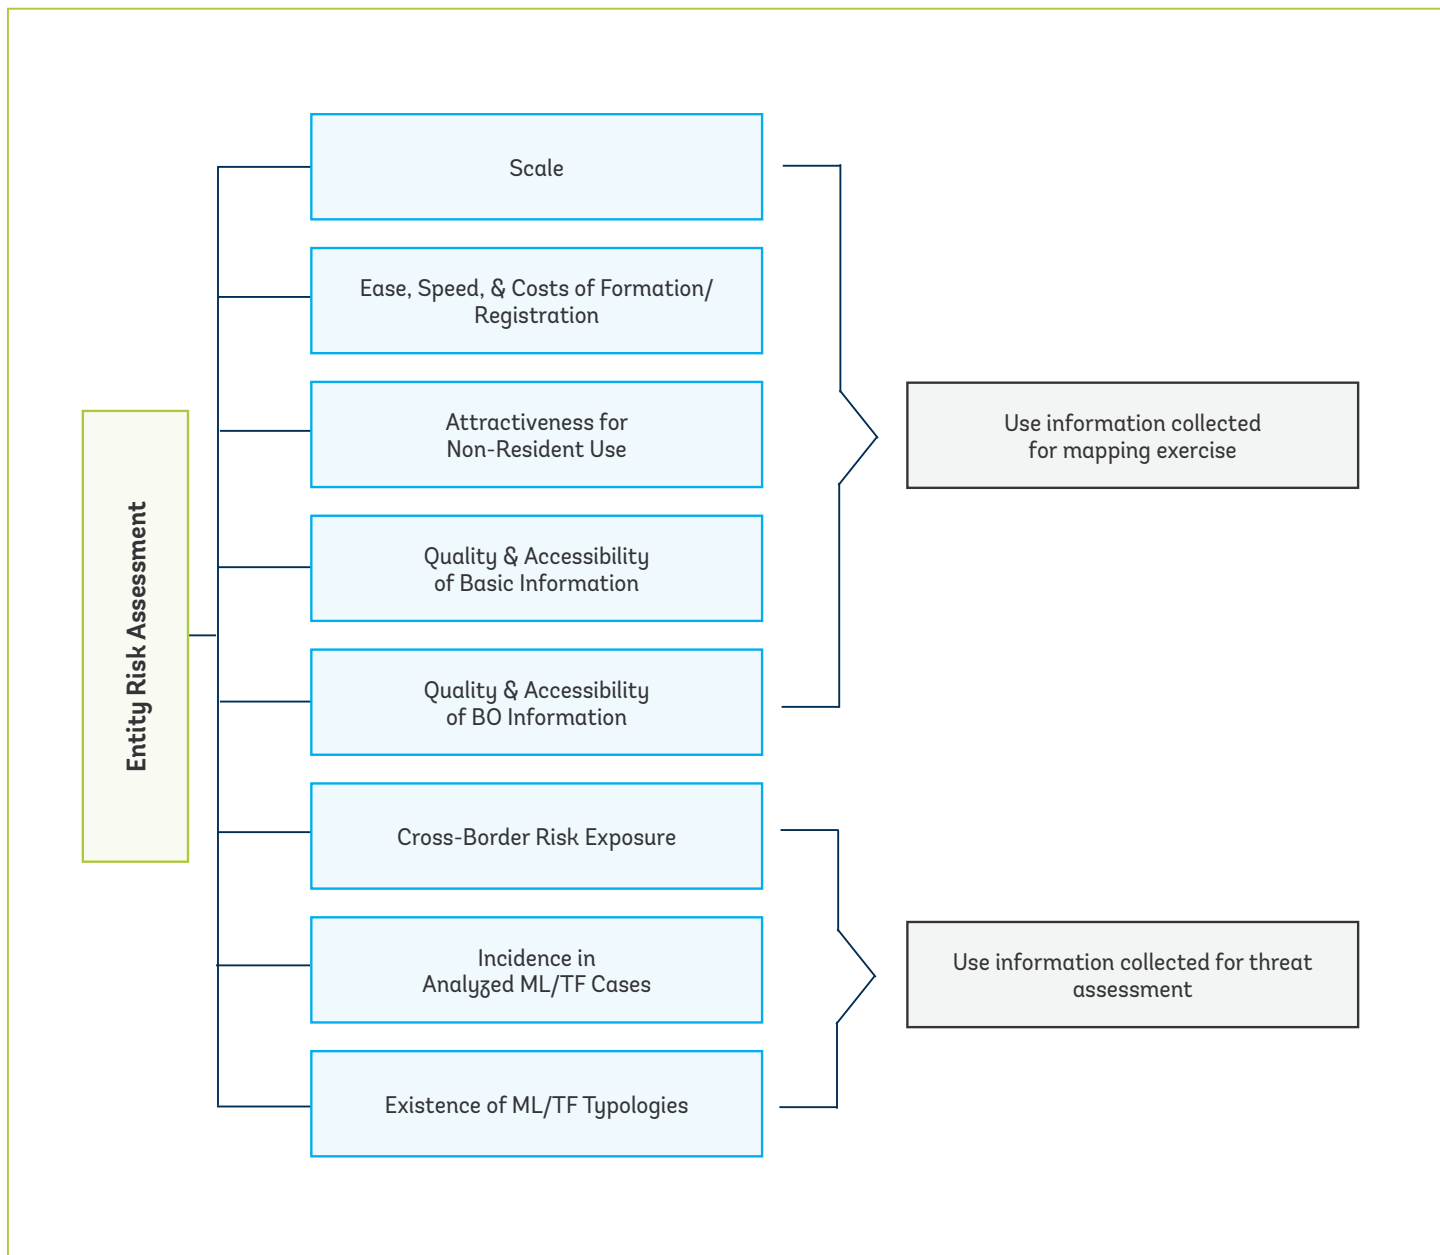 Entity Risk Assessment
Scale
Ease, Speed, & Costs of Formation/
Registration
Attractiveness for
Non-Resident Use
Quality & Accessibility
of Basic Information
Quality & Accessibility
of BO Information
Cross-Border Risk Exposure
Incidence in
Analyzed ML/TF Cases
Existence of ML/TF Typologies
Use information collected
for mapping exercise
Use information collected for threat
assessment